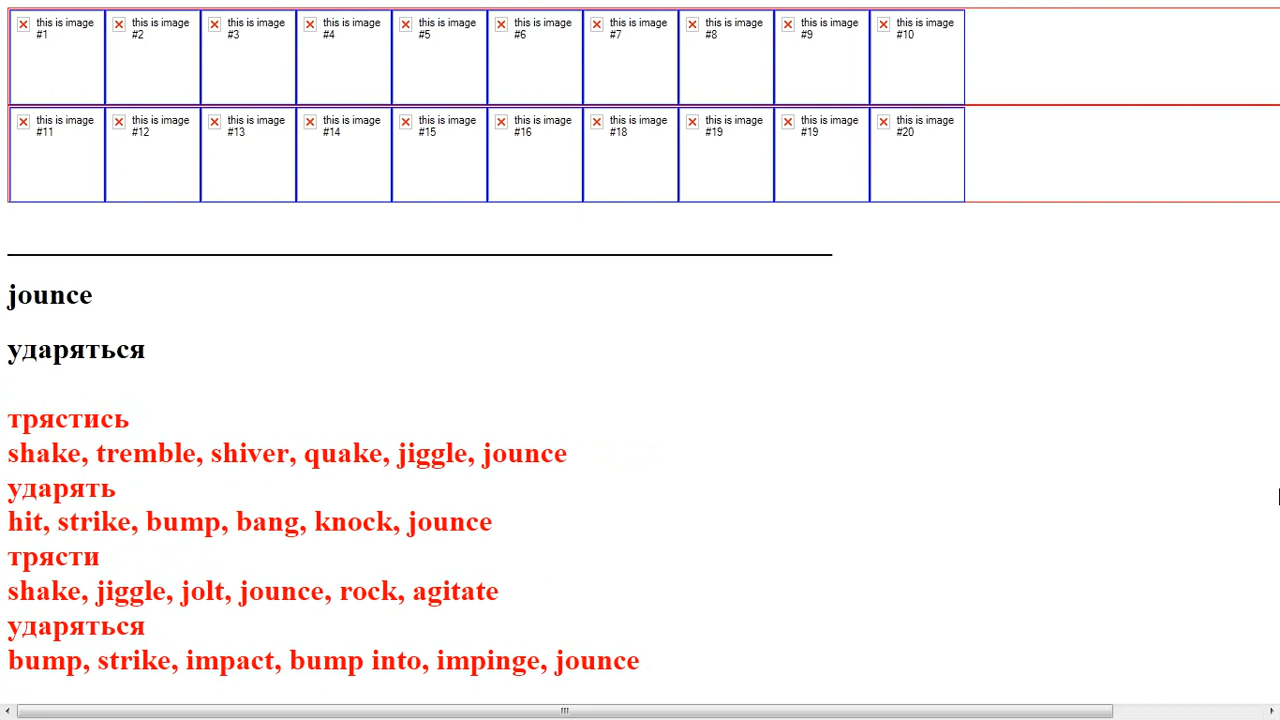 this is image #1 this is image #2 this is image #3 this is image #4 this is image #5 this is image #6 this is image #7 this is image #8 this is image #9 this is image #10
this is image #11 this is image #12 this is image #13 this is image #14 this is image #15 this is image #16 this is image #18 this is image #19 this is image #19 this is image #20
jounce
ударяться
трястись
shake, tremble, shiver, quake, jiggle, jounce
ударять
hit, strike, bump, bang, knock, jounce
трясти
shake, jiggle, jolt, jounce, rock, agitate
ударяться
bump, strike, impact, bump into, impinge, jounce